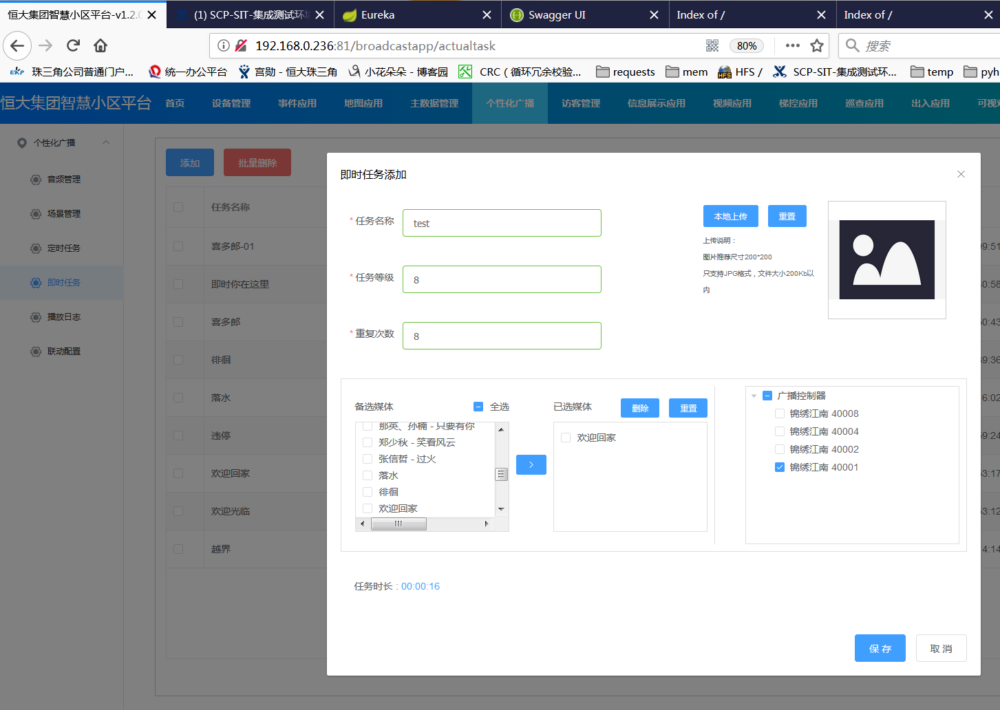 恒大集团智慧小区平台-v1.2.0
(1) SCP-SIT-集成测试环境
Eureka
Swagger UI
Index of /
Index of /
192.168.0.236:81/broadcastapp/actualtask
80%
搜索
珠三角公司普通门户...
统一办公平台
宫勋 - 恒大珠三角
小花朵朵 - 博客园
CRC（循环冗余校验...
requests
mem
HFS /
SCP-SIT-集成测试环...
temp
pyh
恒大集团智慧小区平台
首页
设备管理
事件应用
地图应用
主数据管理
个性化广播
访客管理
信息展示应用
视频应用
梯控应用
巡查应用
出入应用
可视
个性化广播
音频管理
场景管理
定时任务
即时任务
播放日志
联动配置
添加
批量删除
任务名称
喜多郎-01
9:51
即时你在这里
0:58
喜多郎
0:43
徘徊
9:36
落水
6:02
违停
9:24
欢迎回家
3:17
欢迎光临
3:12
越界
4:14
即时任务添加
* 任务名称
test
* 任务等级
8
* 重复次数
8
本地上传
重置
上传说明：
图片推荐尺寸200*200
只支持JPG格式，文件大小200Kb以
内
备选媒体
全选
那英、孙楠 - 只要有你
郑少秋 - 笑看风云
张信哲 - 过火
落水
徘徊
欢迎回家
已选媒体
删除
重置
欢迎回家
广播控制器
锦绣江南 40008
锦绣江南 40004
锦绣江南 40002
锦绣江南 40001
任务时长：00:00:16
保 存
取 消